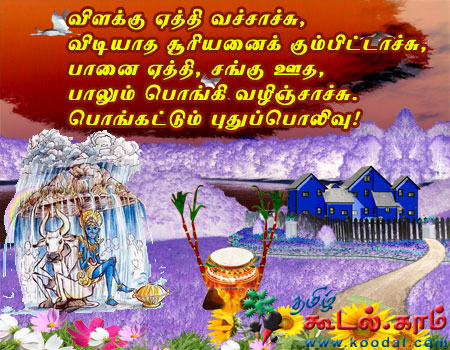 விளக்கு ஏத்தி வச்சாச்சு,
விடியாத சூரியனைக் கும்பிட்டாச்சு,
பானை ஏத்தி, சங்கு ஊத,
பாலும் பொங்கி வழிஞ்சாச்சு.
பொங்கட்டும் புதுப்பொலிவு!
தமிழ்
கூடல்.காம்
www.koodal.com